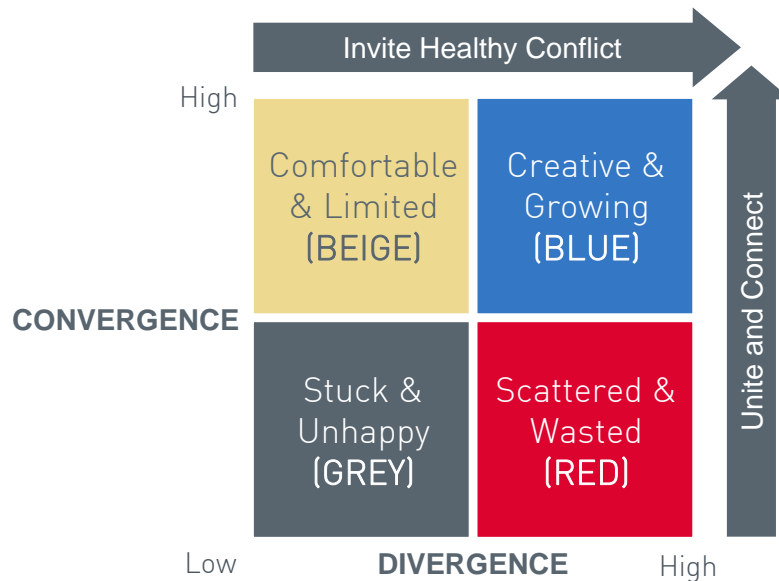 Invite Healthy Conflict
High
Comfortable
& Limited
(BEIGE)
Creative &
Growing
(BLUE)
Unite and Connect
CONVERGENCE
Stuck &
Unhappy
(GREY)
Scattered &
Wasted
(RED)
Low
DIVERGENCE
High